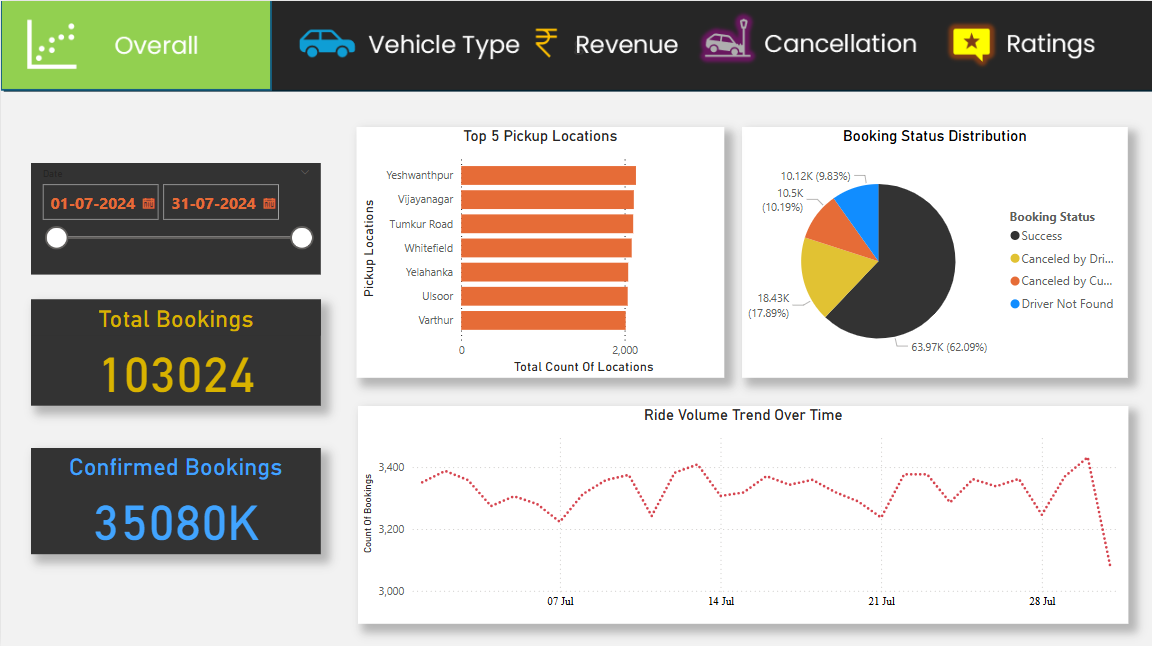 Overall
Vehicle Type
Revenue
Cancellation
Ratings
Date
01-07-2024
31-07-2024
Total Bookings
103024
Confirmed Bookings
35080K
Top 5 Pickup Locations
Pickup Locations
Yeshwanthpur
Vijayanagar
Tumkur Road
Whitefield
Yelahanka
Ulsoor
Varthur
0
2,000
Total Count Of Locations
Booking Status Distribution
10.12K (9.83%)
10.5K
(10.19%)
18.43K
(17.89%)
63.97K (62.09%)
Booking Status
Success
Canceled by Dri...
Canceled by Cu...
Driver Not Found
Ride Volume Trend Over Time
Count Of Bookings
3,400
3,200
3,000
07 Jul
14 Jul
21 Jul
28 Jul